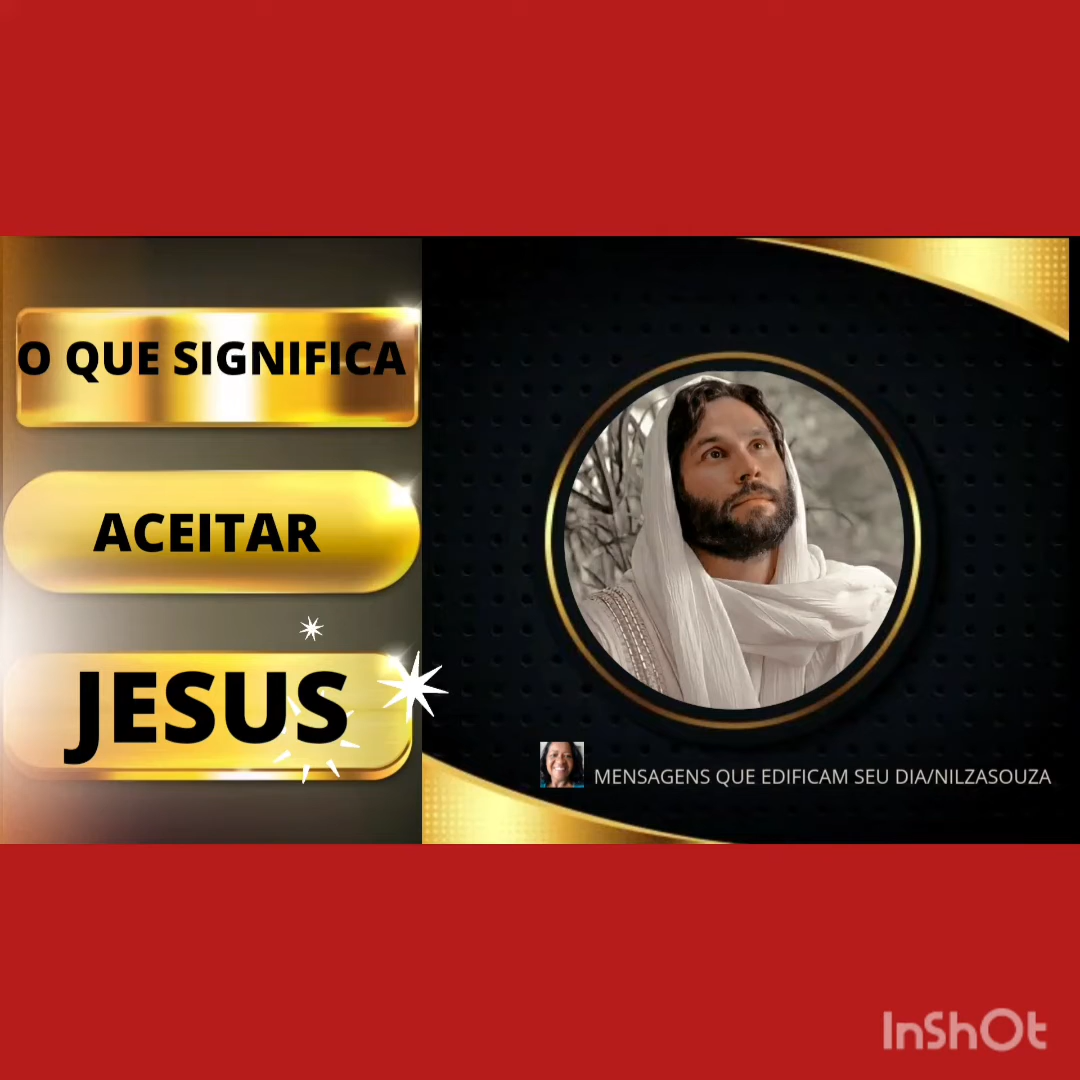 O QUE SIGNIFICA
ACEITAR
JESUS
MENSAGENS QUE EDIFICAM SEU DIA/NILZASOUZA
InShOt